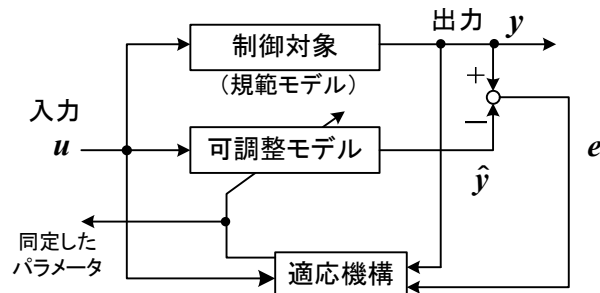 出力
y
制御対象
(規範モデル)
+
入力
u
−
可調整モデル
ŷ
e
同定した
パラメータ
適応機構